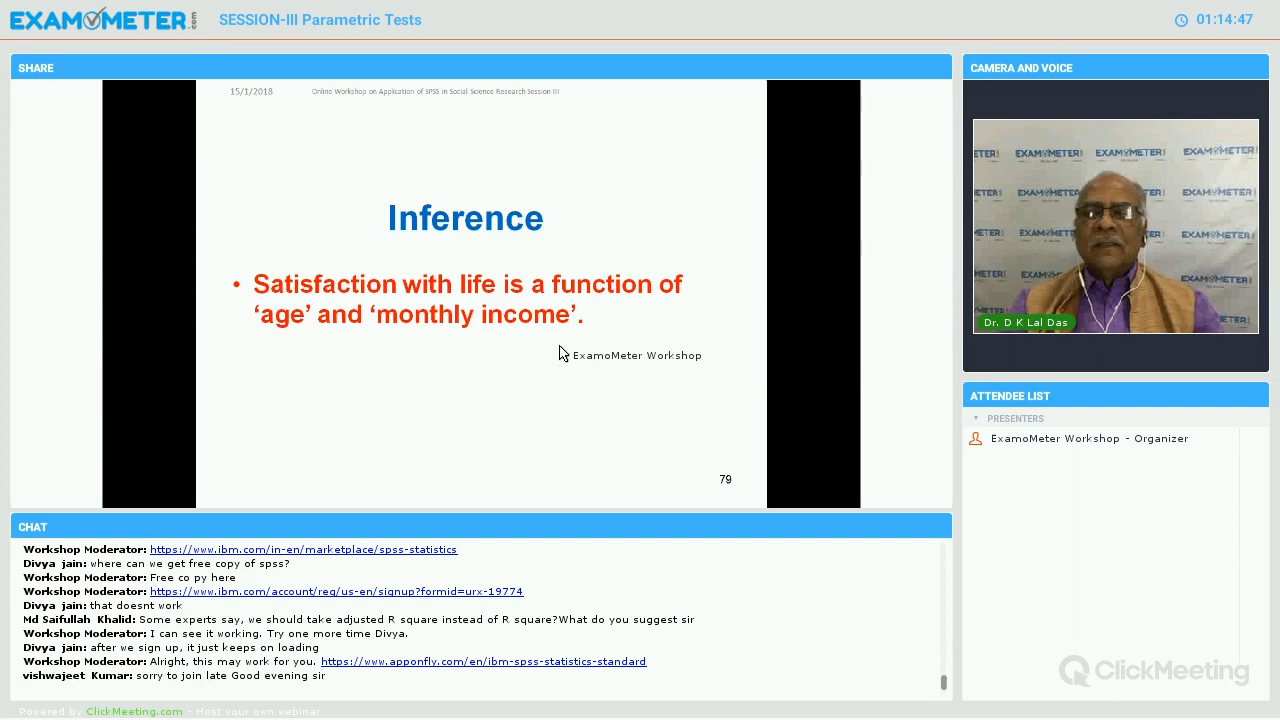 EXAMOMETER.com SESSION-III Parametric Tests 01:14:47
SHARE
15/1/2018 Online Workshop on Application of SPSS in Social Science Research Session III
Inference
• Satisfaction with life is a function of
‘age’ and ‘monthly income’.
ExamoMeter Workshop
79
CHAT
Workshop Moderator: https://www.ibm.com/in-en/marketplace/spss-statistics
Divya jain: where can we get free copy of spss?
Workshop Moderator: Free co py here
Workshop Moderator: https://www.ibm.com/account/reg/us-en/signup?formid=urx-19774
Divya jain: that doesnt work
Md Saifullah Khalid: Some experts say, we should take adjusted R square instead of R square?What do you suggest sir
Workshop Moderator: I can see it working. Try one more time Divya.
Divya jain: after we sign up, it just keeps on loading
Workshop Moderator: Alright, this may work for you. https://www.apponfly.com/en/ibm-spss-statistics-standard
vishwajeet Kumar: sorry to join late Good evening sir
CAMERA AND VOICE
EXAMOMETER
EXAMOMETER
EXAMOMETER
Dr. D K Lal Das
ATTENDEE LIST
PRESENTERS
ExamoMeter Workshop - Organizer
ClickMeeting
Powered by ClickMeeting.com - Host your own webinar